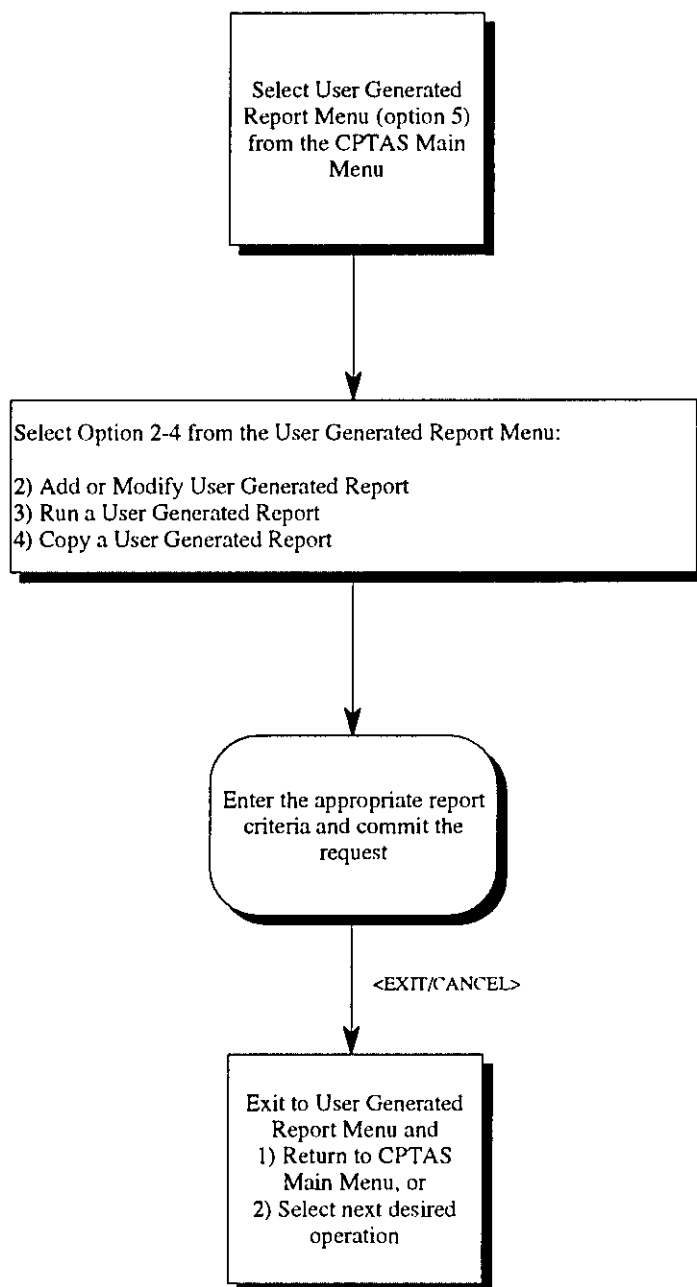 Select User Generated
Report Menu (option 5)
from the CPTAS Main
Menu
Select Option 2-4 from the User Generated Report Menu:
2) Add or Modify User Generated Report
3) Run a User Generated Report
4) Copy a User Generated Report
Enter the appropriate report
criteria and commit the
request
<EXIT/CANCEL>
Exit to User Generated
Report Menu and
1) Return to CPTAS
Main Menu, or
2) Select next desired
operation